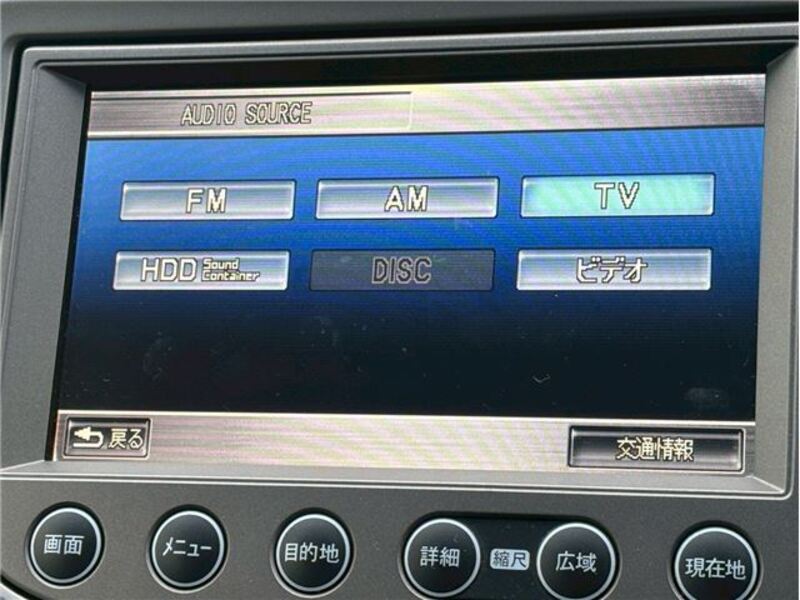 AUDIO SOURCE
FM AM TV
HDD Sound Container DISC ビデオ
戻る 交通情報
画面 メニュー 目的地 詳細 縮尺 広域 現在地